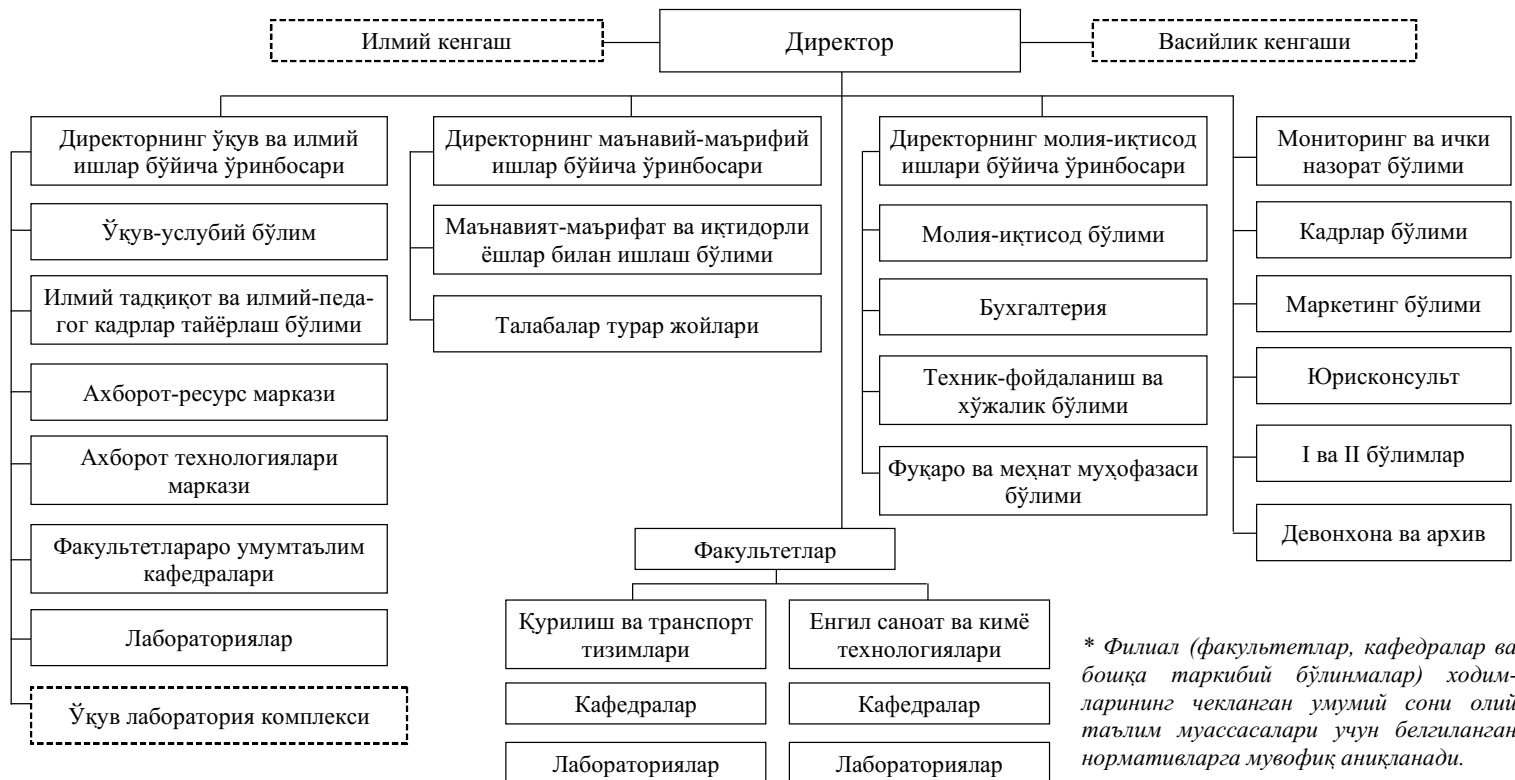 Илмий кенгаш
Директор
Васийлик кенгаши
Директорнинг ўқув ва илмий
ишлар бўйича ўринбосари
Ўқув-услубий бўлим
Илмий тадқиқот ва илмий-педа-
гог кадрлар тайёрлаш бўлими
Ахборот-ресурс маркази
Ахборот технологиялари
маркази
Факультетлараро умумтаълим
кафедралари
Лабораториялар
Ўқув лаборатория комплекси
Директорнинг маънавий-маърифий
ишлар бўйича ўринбосари
Маънавият-маърифат ва иқтидорли
ёшлар билан ишлаш бўлими
Талабалар турар жойлари
Директорнинг молия-иқтисод
ишлари бўйича ўринбосари
Молия-иқтисод бўлими
Бухгалтерия
Техник-фойдаланиш ва
хўжалик бўлими
Фуқаро ва меҳнат муҳофазаси
бўлими
Мониторинг ва ички
назорат бўлими
Кадрлар бўлими
Маркетинг бўлими
Юрисконсульт
I ва II бўлимлар
Девонхона ва архив
Факультетлар
Қурилиш ва транспорт
тизимлари
Кафедралар
Лабораториялар
Енгил саноат ва кимё
технологиялари
Кафедралар
Лабораториялар
* Филиал (факультетлар, кафедралар ва
бошқа таркибий бўлинмалар) ходим-
ларининг чекланган умумий сони олий
таълим муассасалари учун белгиланган
нормативларга мувофиқ аниқланади.